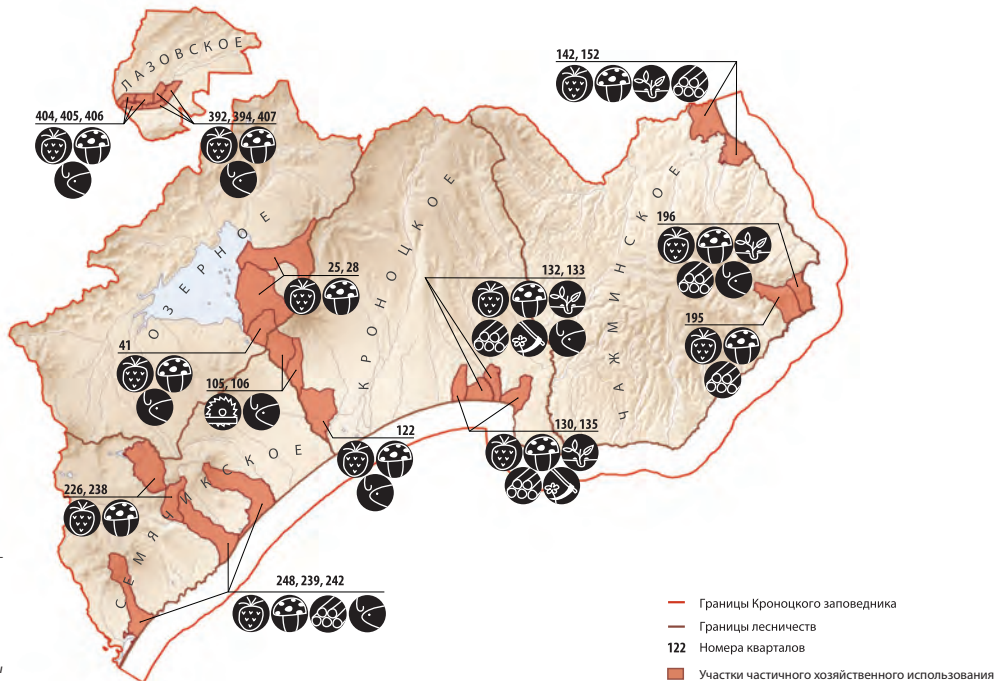 ЛАЗОВСКОЕ
142, 152
404, 405, 406
392, 394, 407
196
25, 28
132, 133
195
41
105, 106
122
130, 135
226, 238
248, 239, 242
ОЗЕРНОЕ
КРОНОЦКОЕ
ЧАЖМИНСКОЕ
СЕМЯЧИКСКОЕ
Границы Кроноцкого заповедника
Границы лесничеств
122 Номера кварталов
Участки частичного хозяйственного использования